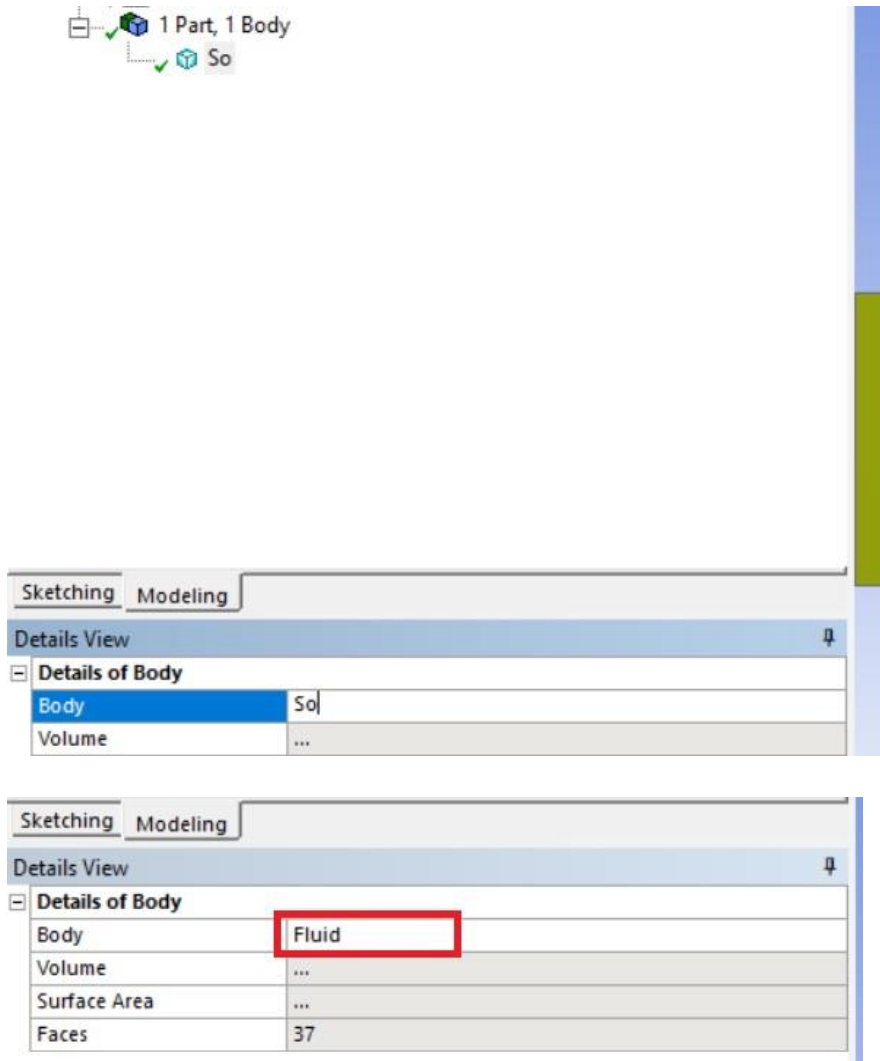 1 Part, 1 Body
So
Sketching Modeling
Details View
Details of Body
Body So
Volume ...
Sketching Modeling
Details View
Details of Body
Body Fluid
Volume ...
Surface Area ...
Faces 37